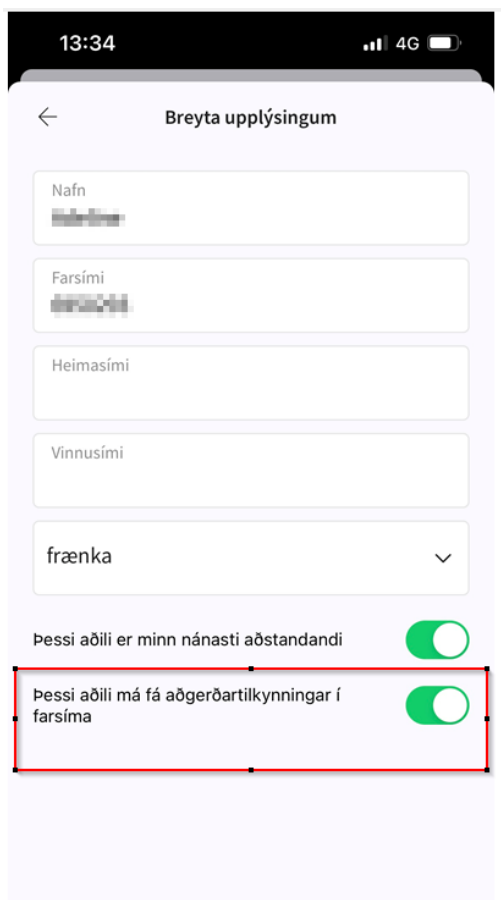 13:34
4G
Breyta upplýsingum
Nafn
Farsími
Heimasími
Vinnusími
frænka
Þessi aðili er minn nánasti aðstandandi
Þessi aðili má fá aðgerðartilkynningar í
farsíma